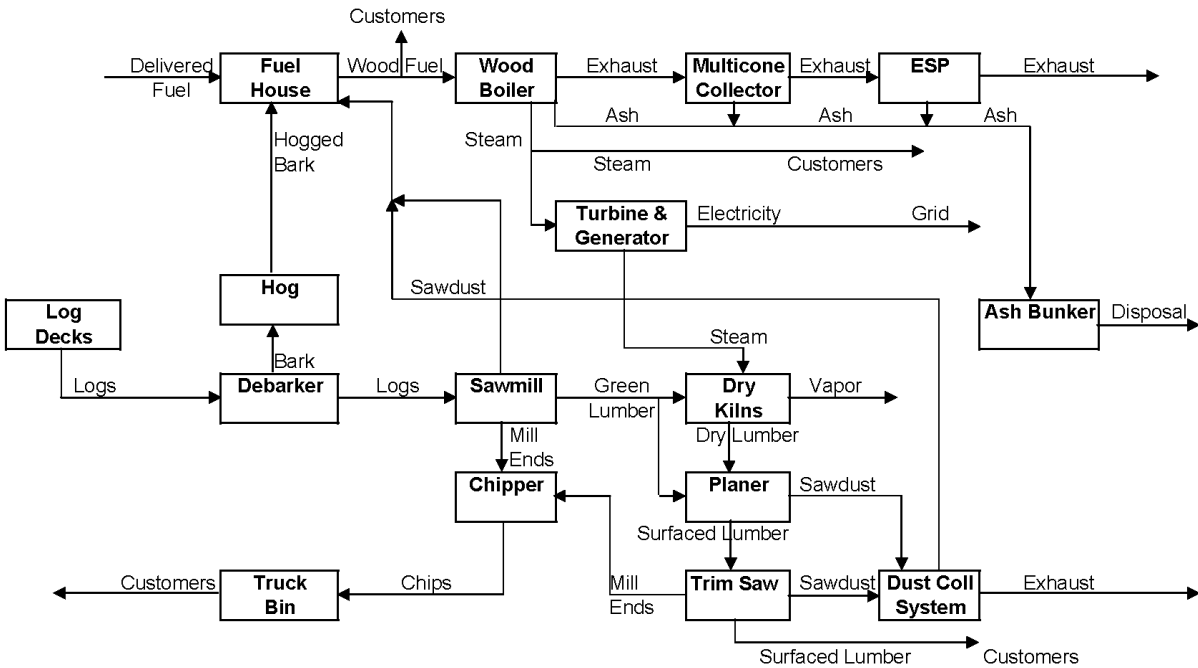 Customers
Delivered
Fuel
Fuel
House
Wood Fuel
Wood
Boiler
Exhaust
Multicone
Collector
Exhaust
ESP
Exhaust
Ash
Ash
Ash
Hogged
Bark
Steam
Steam
Customers
Turbine &
Generator
Electricity
Grid
Hog
Sawdust
Log
Decks
Ash Bunker
Disposal
Steam
Bark
Logs
Debarker
Logs
Sawmill
Green
Lumber
Dry
Kilns
Vapor
Mill
Ends
Dry Lumber
Chipper
Planer
Sawdust
Surfaced Lumber
Customers
Truck
Bin
Chips
Mill
Ends
Trim Saw
Sawdust
Dust Coll
System
Exhaust
Surfaced Lumber
Customers